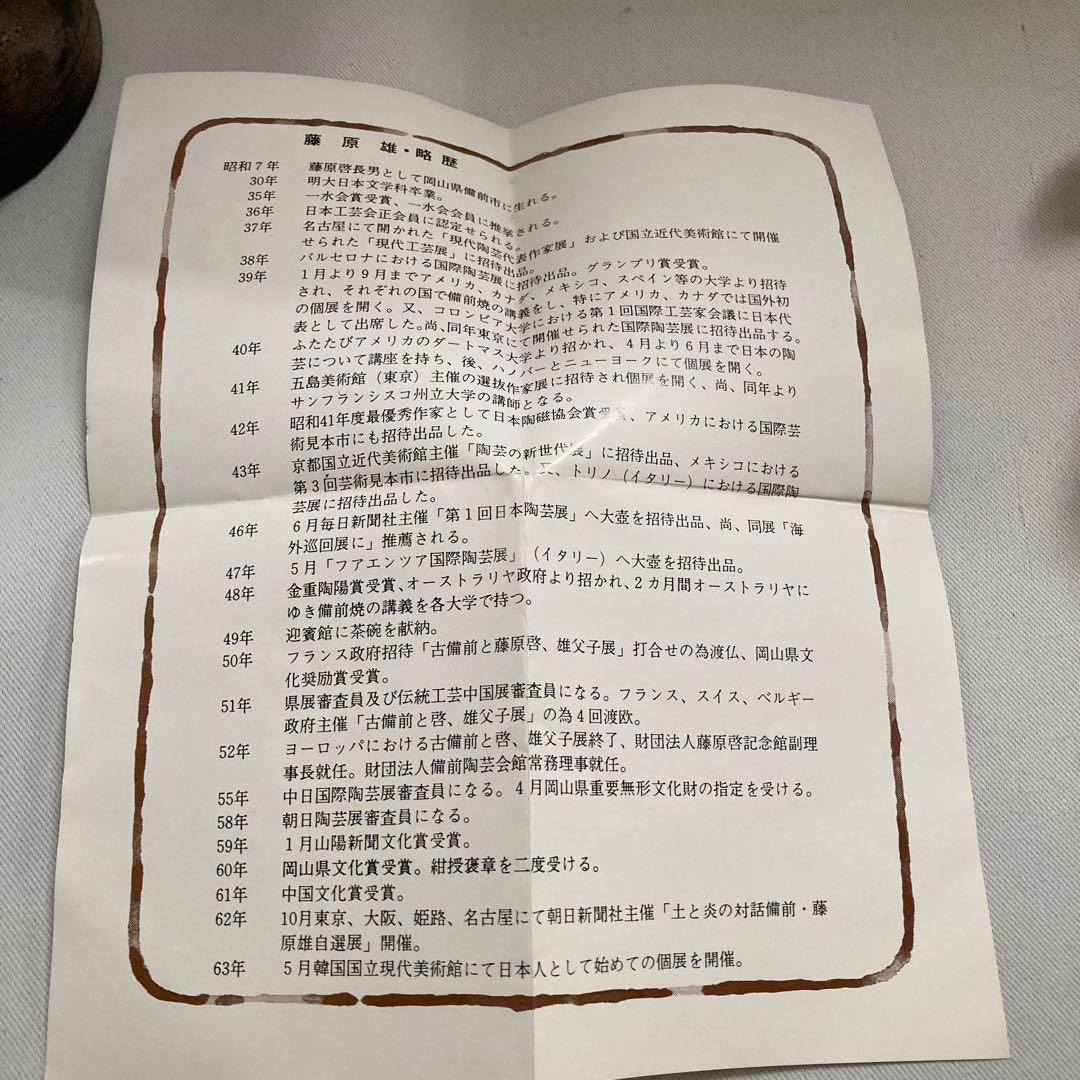 藤原雄・略歴
昭和7年 藤原啓長男として岡山県備前市に生れる。
30年 明大日本文学科卒業。
35年 一水会賞受賞、一水会会員に推挙される。
36年 日本工芸会正会員に認定せられる。
37年 名古屋にて開かれた「現代陶芸代表作家展」および国立近代美術館にて開催
せられた「現代工芸展」に招待出品。
38年 バルセロナにおける国際陶芸展に招待出品。グランプリ賞受賞。
39年 1月より9月までアメリカ、カナダ、メキシコ、スペイン等の大学より招待
され、それぞれの国で備前焼の講義をし、特にアメリカ、カナダでは国外初
の個展を開く。又、コロンビア大学における第1回国際工芸家会議に日本代
表として出席した。尚、同年東京にて開催せられた国際陶芸展に招待出品する。
40年 ふたたびアメリカのダートマス大学より招かれ、4月より6月まで日本の陶
芸について講座を持ち、後、ハノバーとニューヨークにて個展を開く。
41年 五島美術館（東京）主催の選抜作家展に招待され個展を開く、尚、同年より
サンフランシスコ州立大学の講師となる。
42年 昭和41年度最優秀作家として日本陶磁協会賞受賞、アメリカにおける国際芸
術見本市にも招待出品した。
43年 京都国立近代美術館主催「陶芸の新世代展」に招待出品、メキシコにおける
第3回芸術見本市に招待出品した。又、トリノ（イタリー）における国際陶
芸展に招待出品した。
46年 6月毎日新聞社主催「第1回日本陶芸展」へ大壺を招待出品、尚、同展「海
外巡回展に」推薦される。
47年 5月「フアエンツア国際陶芸展」（イタリー）へ大壺を招待出品。
48年 金重陶陽賞受賞、オーストラリヤ政府より招かれ、2カ月間オーストラリヤに
ゆき備前焼の講義を各大学で持つ。
49年 迎賓館に茶碗を献納。
50年 フランス政府招待「古備前と藤原啓、雄父子展」打合せの為渡仏、岡山県文
化奨励賞受賞。
51年 県展審査員及び伝統工芸中国展審査員になる。フランス、スイス、ベルギー
政府主催「古備前と啓、雄父子展」の為4回渡欧。
52年 ヨーロッパにおける古備前と啓、雄父子展終了、財団法人藤原啓記念館副理
事長就任。財団法人備前陶芸会館常務理事就任。
55年 中日国際陶芸展審査員になる。4月岡山県重要無形文化財の指定を受ける。
58年 朝日陶芸展審査員になる。
59年 1月山陽新聞文化賞受賞。
60年 岡山県文化賞受賞。紺授褒章を二度受ける。
61年 中国文化賞受賞。
62年 10月東京、大阪、姫路、名古屋にて朝日新聞社主催「土と炎の対話備前・藤
原雄自選展」開催。
63年 5月韓国国立現代美術館にて日本人として始めての個展を開催。